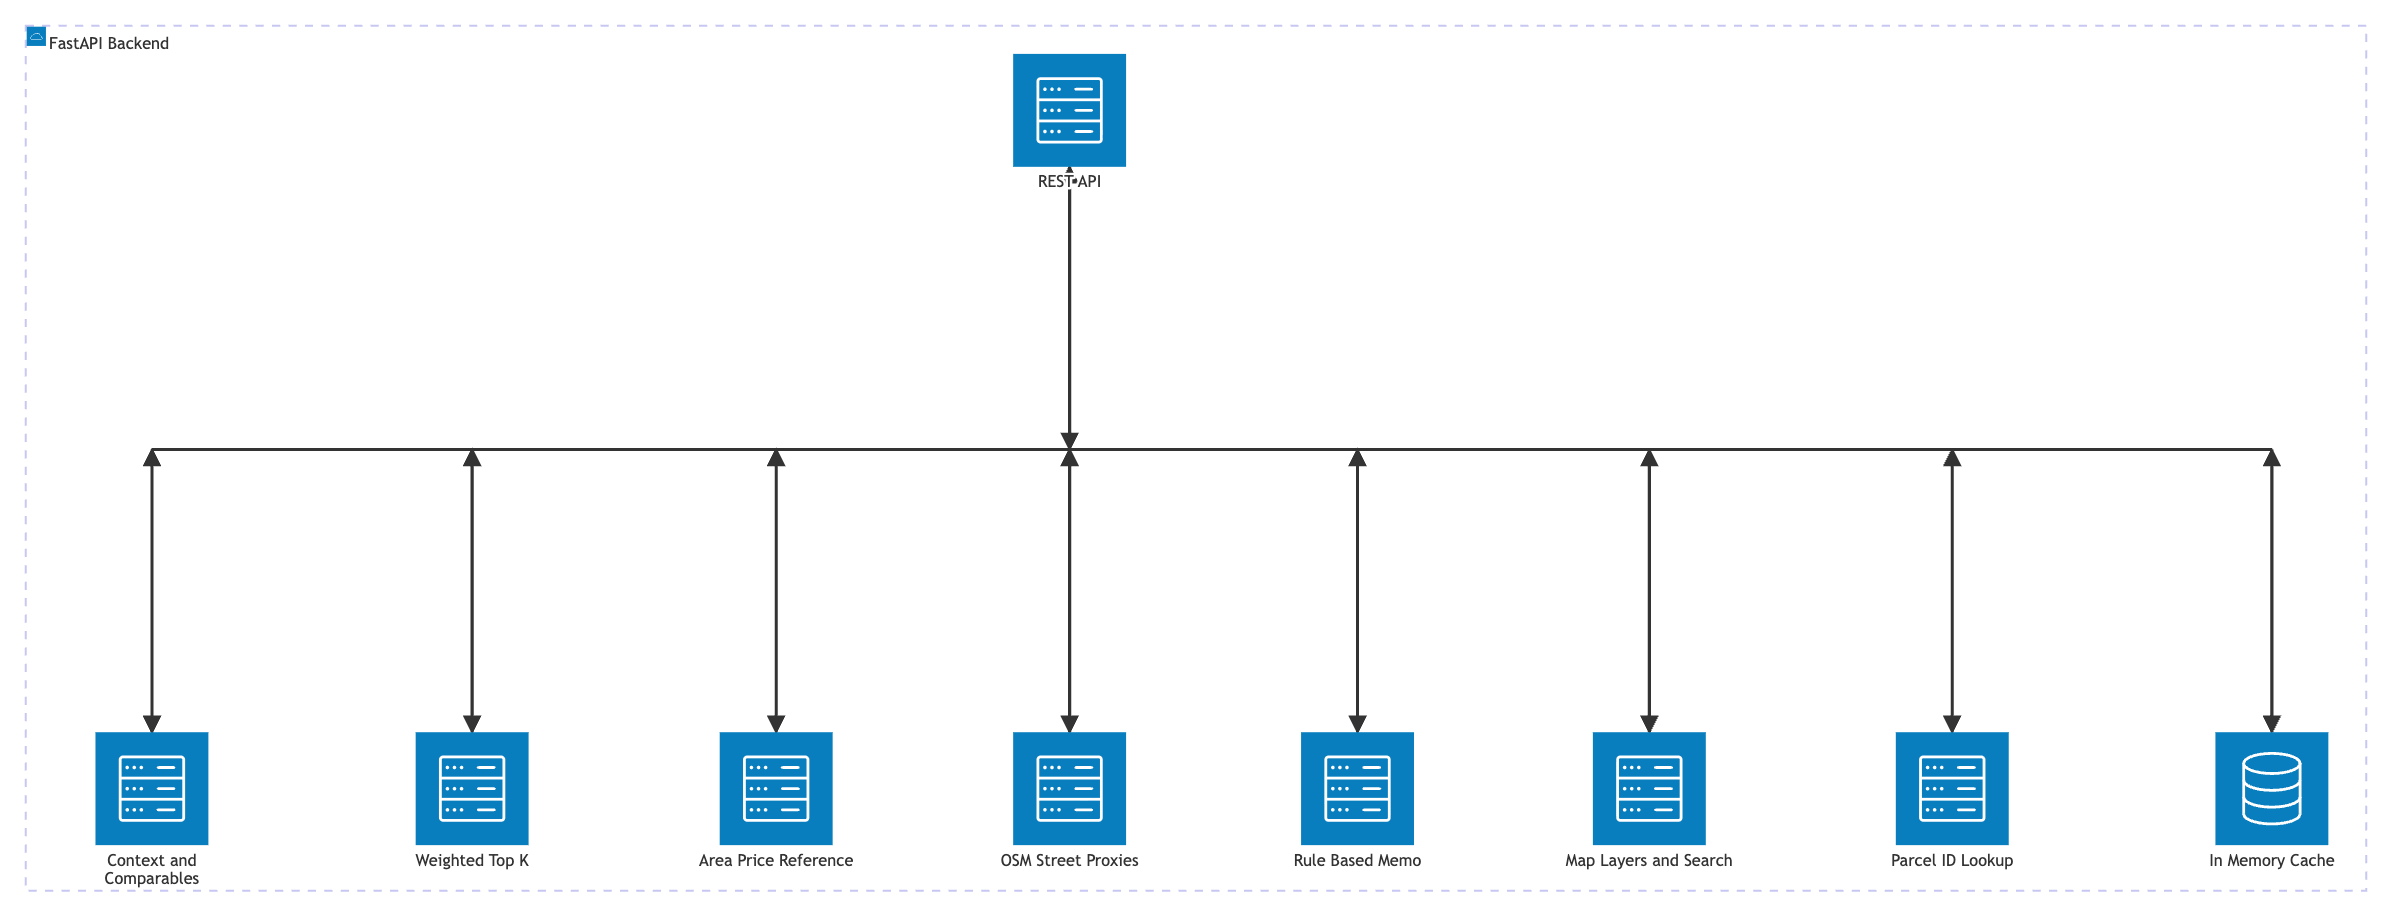 FastAPI Backend
REST API
Context and
Comparables
Weighted Top K
Area Price Reference
OSM Street Proxies
Rule Based Memo
Map Layers and Search
Parcel ID Lookup
In Memory Cache